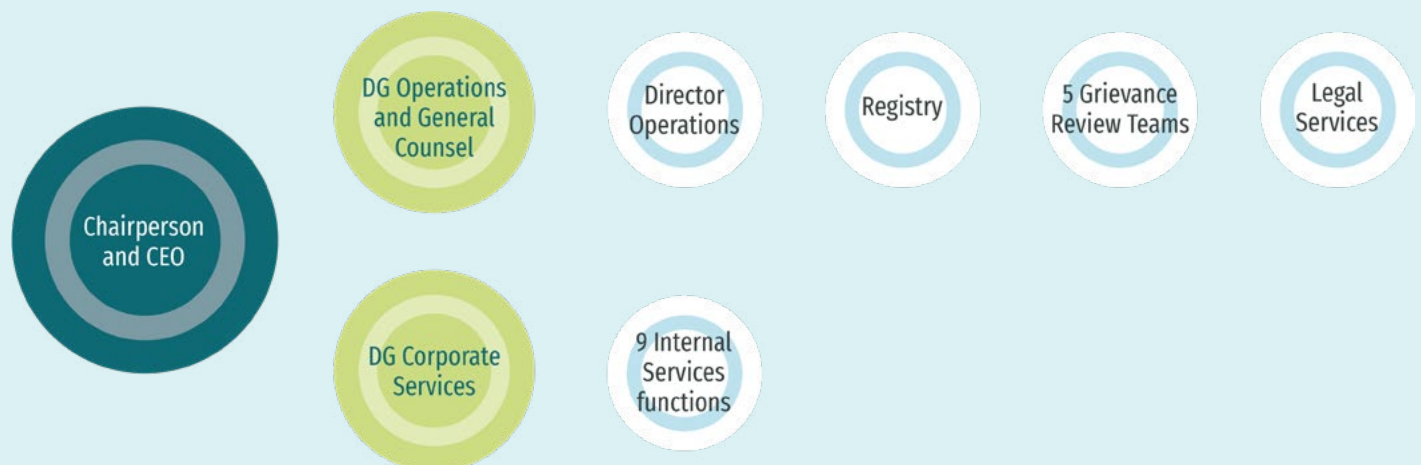 Chairperson
and CEO
DG Operations
and General
Counsel
Director
Operations
Registry
5 Grievance
Review Teams
Legal
Services
DG Corporate
Services
9 Internal
Services
functions